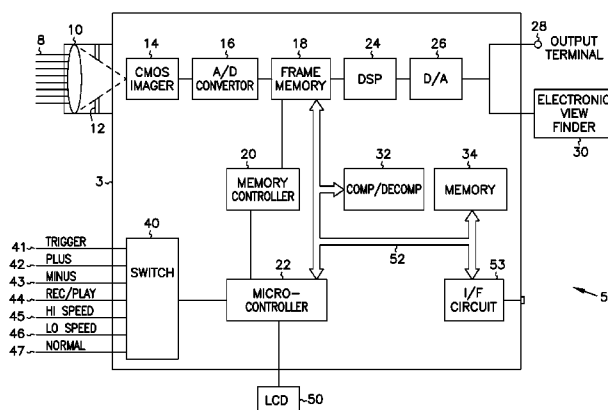 10
8
14
16
18
24
26
28
CMOS
IMAGER
A/D
CONVERTOR
FRAME
MEMORY
DSP
D/A
OUTPUT
TERMINAL
12
ELECTRONIC
VIEW
FINDER
30
20
32
34
3
MEMORY
CONTROLLER
COMP/DECOMP
MEMORY
40
41 TRIGGER
42 PLUS
43 MINUS
44 REC/PLAY
45 HI SPEED
46 LO SPEED
47 NORMAL
SWITCH
22
52
53
MICRO-
CONTROLLER
I/F
CIRCUIT
5
LCD
50